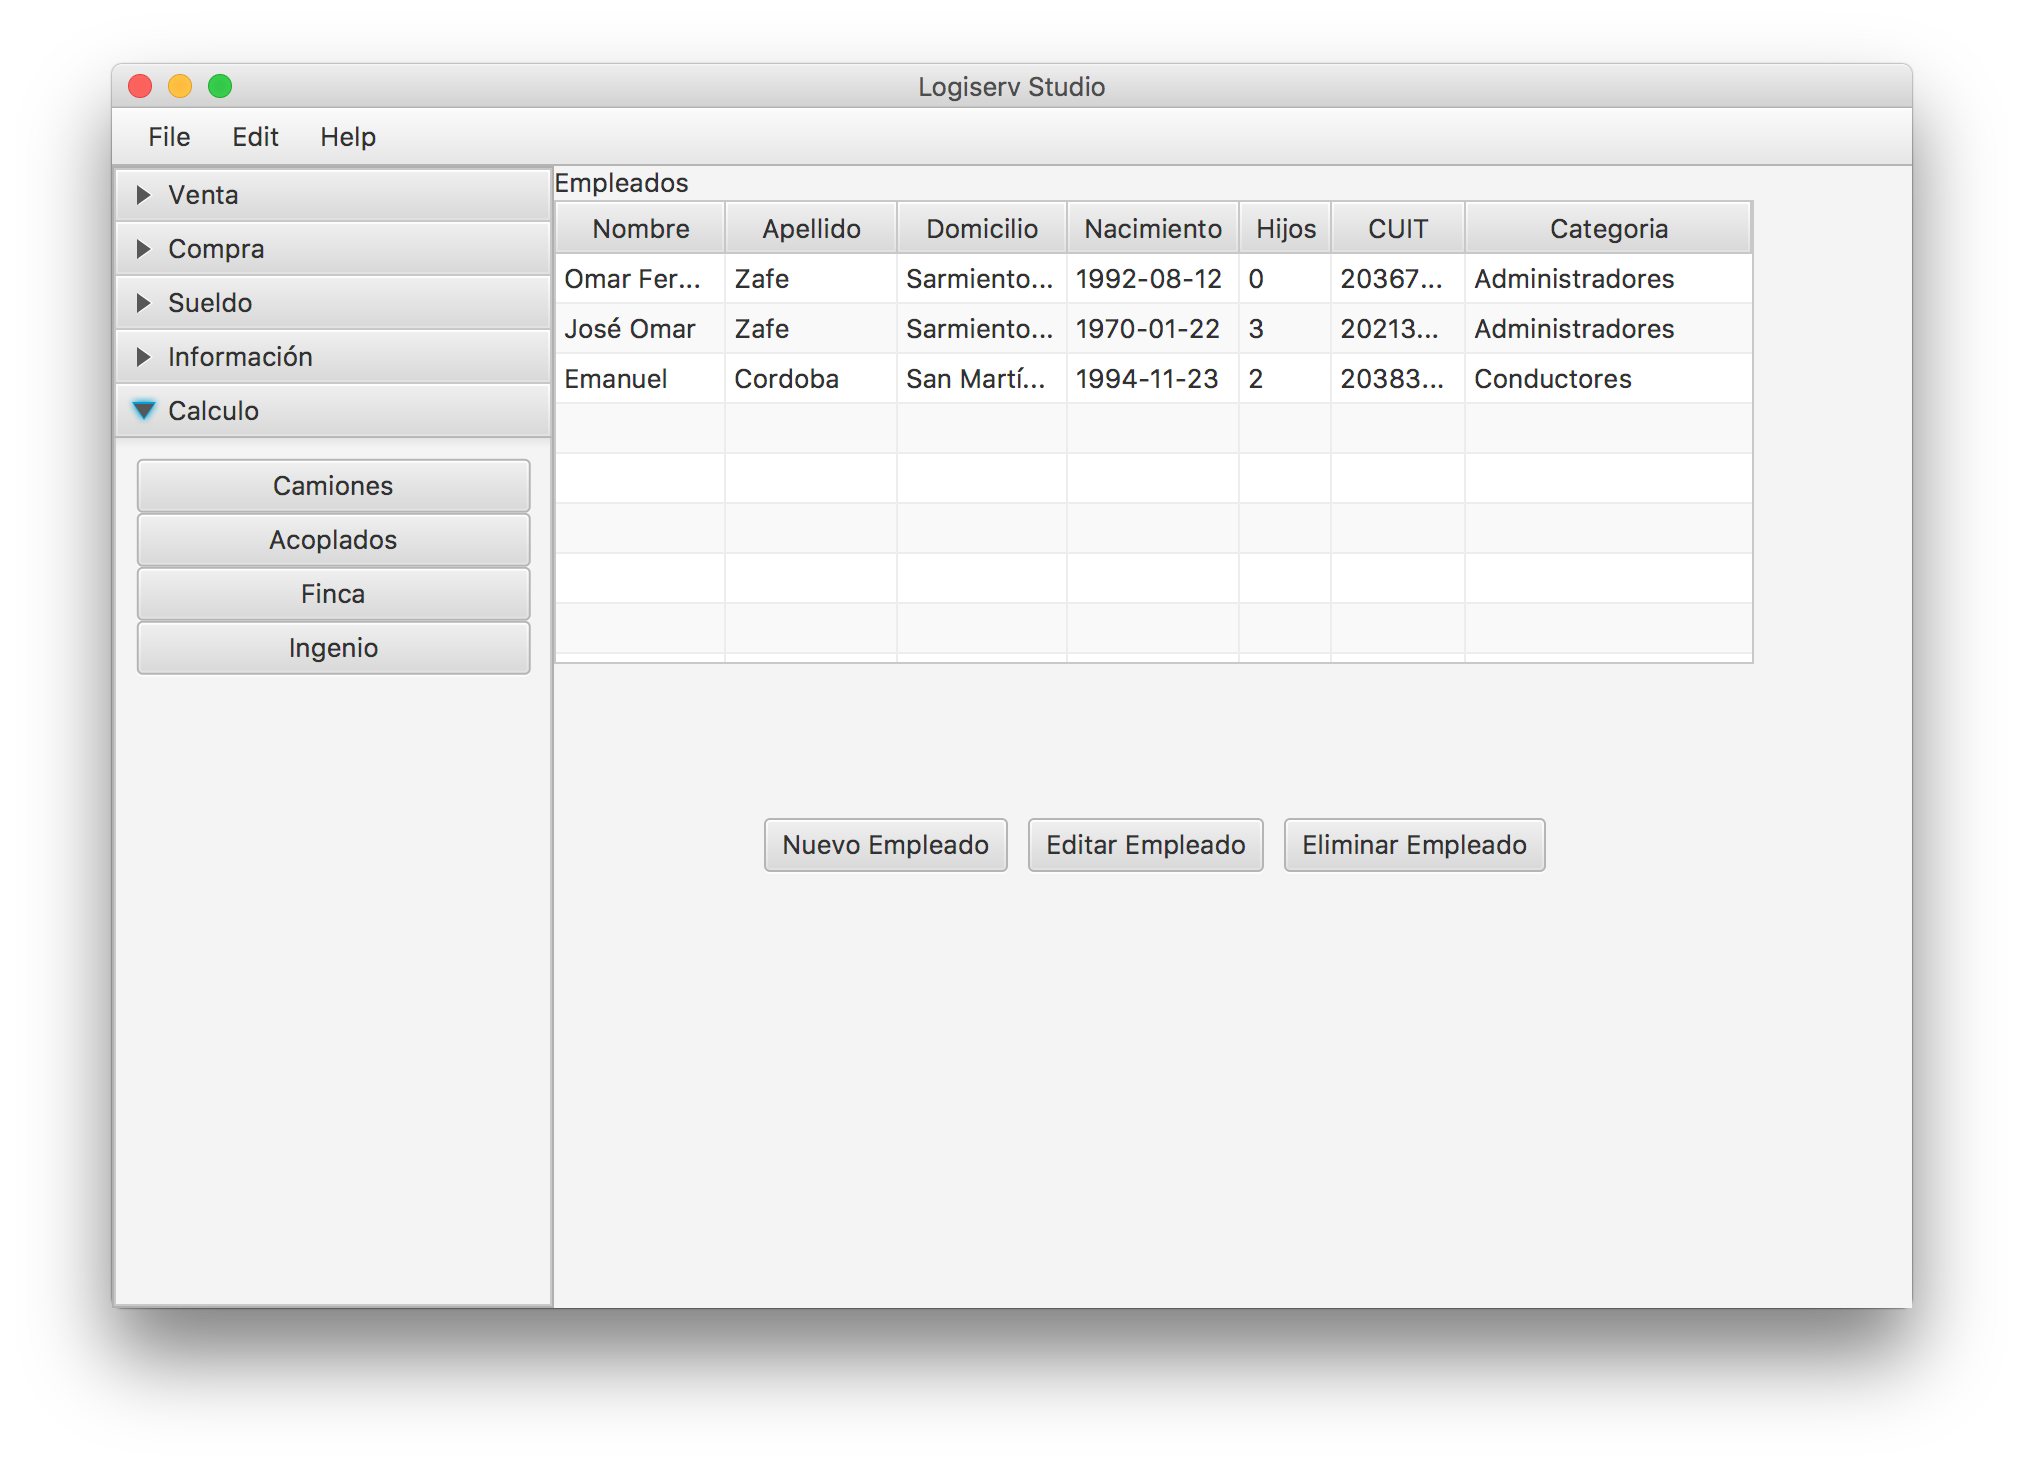 Logiserv Studio
File Edit Help
Venta
Compra
Sueldo
Información
Calculo
Camiones
Acoplados
Finca
Ingenio
Empleados
Nombre Apellido Domicilio Nacimiento Hijos CUIT Categoria
Omar Fer... Zafe Sarmiento... 1992-08-12 0 20367... Administradores
José Omar Zafe Sarmiento... 1970-01-22 3 20213... Administradores
Emanuel Cordoba San Martí... 1994-11-23 2 20383... Conductores
Nuevo Empleado Editar Empleado Eliminar Empleado